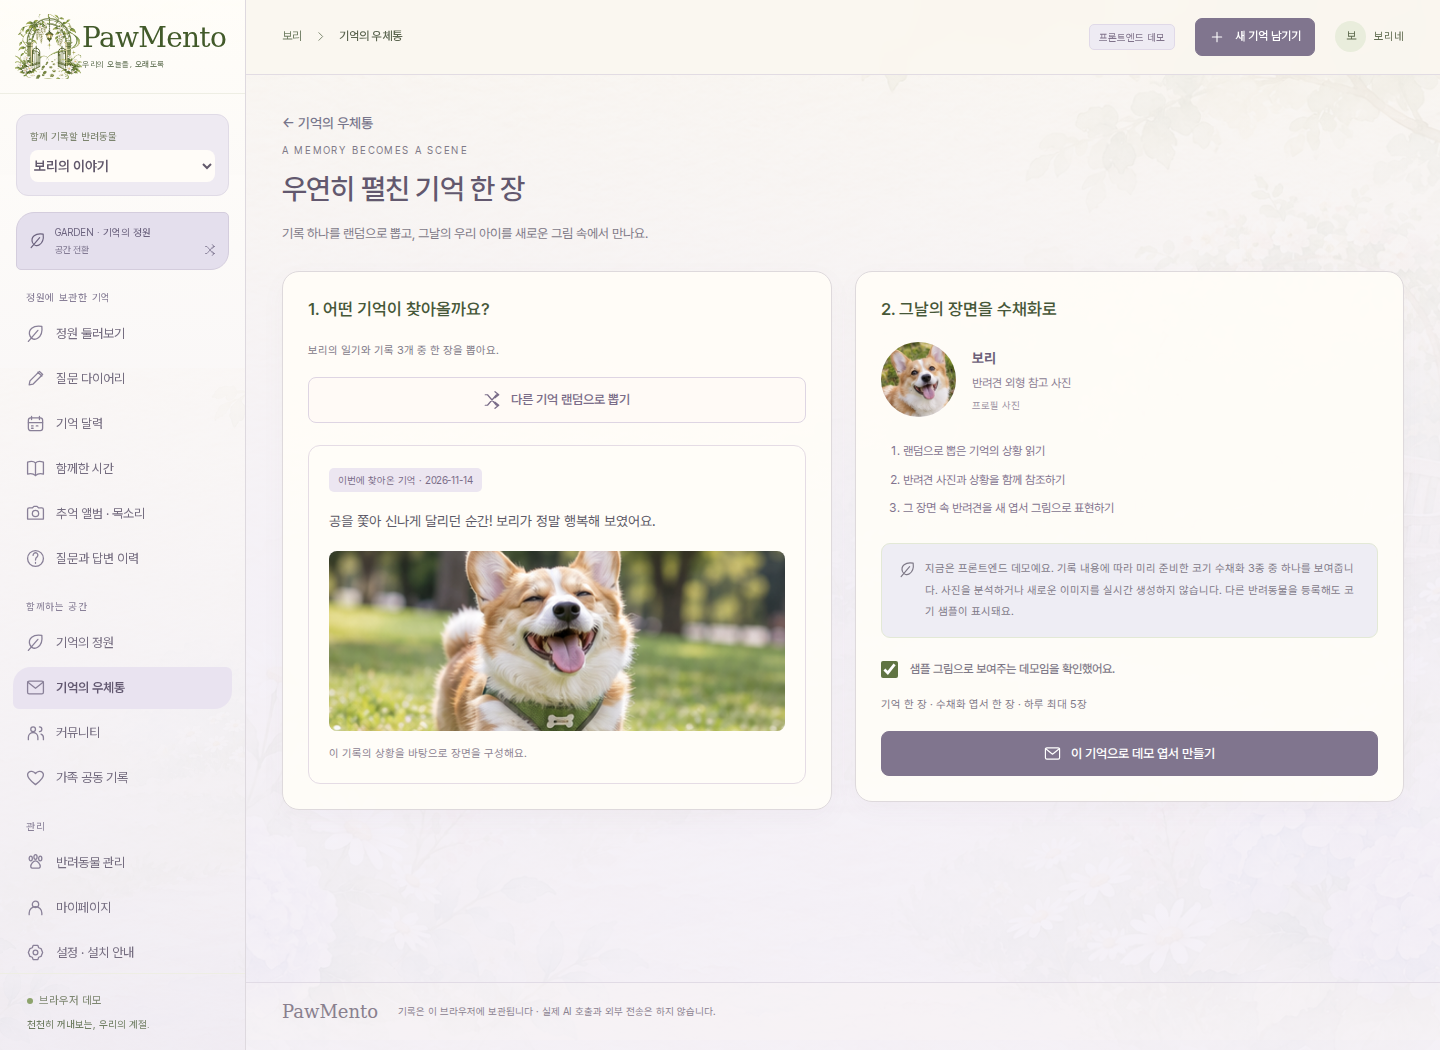 PawMento
우리의 오늘을, 오래도록
함께 기록할 반려동물
보리의 이야기
GARDEN · 기억의 정원
공간 전환
정원에 보관한 기억
정원 둘러보기
질문 다이어리
기억 달력
함께한 시간
추억 앨범 · 목소리
질문과 답변 이력
함께하는 공간
기억의 정원
기억의 우체통
커뮤니티
가족 공동 기록
관리
반려동물 관리
마이페이지
설정 · 설치 안내
브라우저 데모
천천히 꺼내보는, 우리의 계절.
보리 > 기억의 우체통
프론트엔드 데모
+ 새 기억 남기기
보 보리네
← 기억의 우체통
A MEMORY BECOMES A SCENE
우연히 펼친 기억 한 장
기록 하나를 랜덤으로 뽑고, 그날의 우리 아이를 새로운 그림 속에서 만나요.
1. 어떤 기억이 찾아올까요?
보리의 일기와 기록 3개 중 한 장을 뽑아요.
다른 기억 랜덤으로 뽑기
이번에 찾아온 기억 · 2026-11-14
공을 쫓아 신나게 달리던 순간! 보리가 정말 행복해 보였어요.
이 기록의 상황을 바탕으로 장면을 구성해요.
2. 그날의 장면을 수채화로
보리
반려견 외형 참고 사진
프로필 사진
1. 랜덤으로 뽑은 기억의 상황 읽기
2. 반려견 사진과 상황을 함께 참조하기
3. 그 장면 속 반려견을 새 엽서 그림으로 표현하기
지금은 프론트엔드 데모예요. 기록 내용에 따라 미리 준비한 코기 수채화 3종 중 하나를 보여줍니
다. 사진을 분석하거나 새로운 이미지를 실시간 생성하지 않습니다. 다른 반려동물을 등록해도 코
기 샘플이 표시돼요.
샘플 그림으로 보여주는 데모임을 확인했어요.
기억 한 장 · 수채화 엽서 한 장 · 하루 최대 5장
이 기억으로 데모 엽서 만들기
PawMento
기록은 이 브라우저에 보관됩니다 · 실제 AI 호출과 외부 전송은 하지 않습니다.